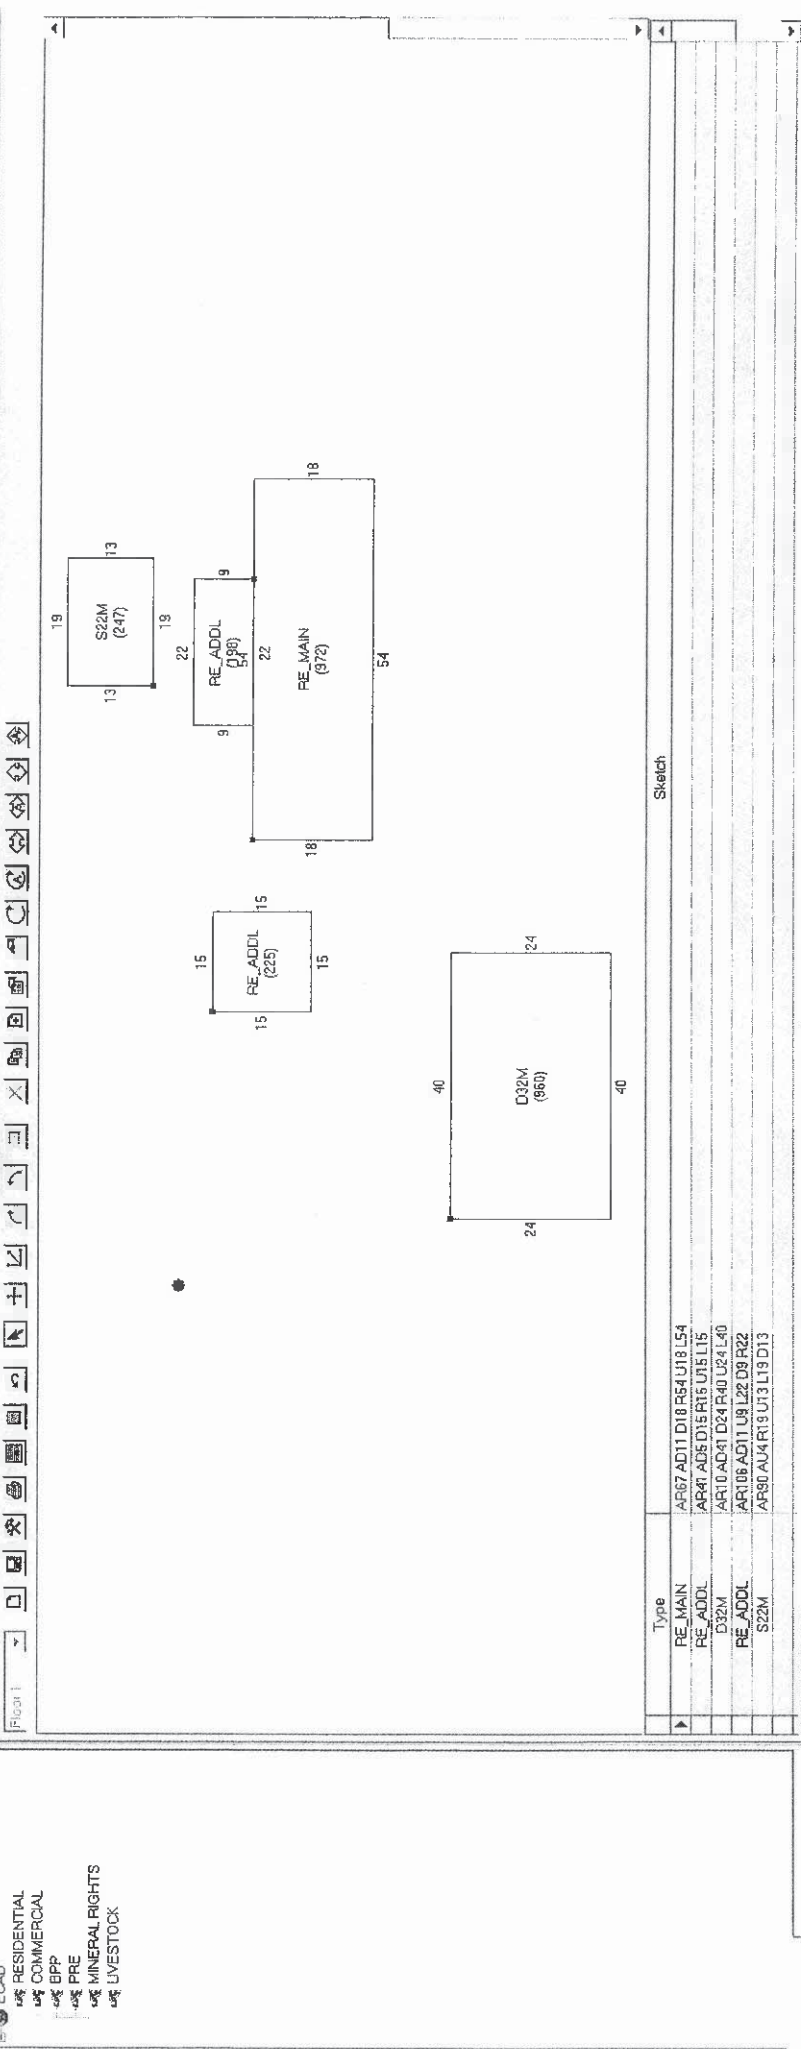 ECAD
RESIDENTIAL
COMMERCIAL
BPP
PRE
MINERAL RIGHTS
LIVESTOCK
Floor 1
19
13
S22M
(247)
13
19
22
9
RE_ADDL
(198)
9
54
22
18
RE_MAIN
(972)
18
54
15
15
RE_ADDL
(225)
15
15
40
24
D32M
(960)
24
40
Type Sketch
RE_MAIN AR67 AD11 D18 R54 U18 L54
RE_ADDL AR41 AD5 D15 R15 U15 L15
D32M AR10 AD41 D24 R40 U24 L40
RE_ADDL AR106 AD11 U9 L22 D9 R22
S22M AR90 AU4 R19 U13 L19 D13